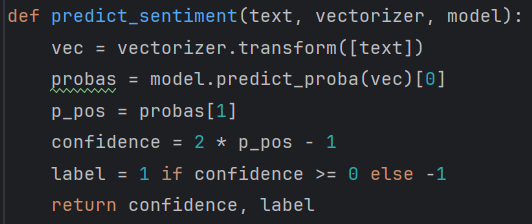 def predict_sentiment(text, vectorizer, model):
    vec = vectorizer.transform([text])
    probas = model.predict_proba(vec)[0]
    p_pos = probas[1]
    confidence = 2 * p_pos - 1
    label = 1 if confidence >= 0 else -1
    return confidence, label